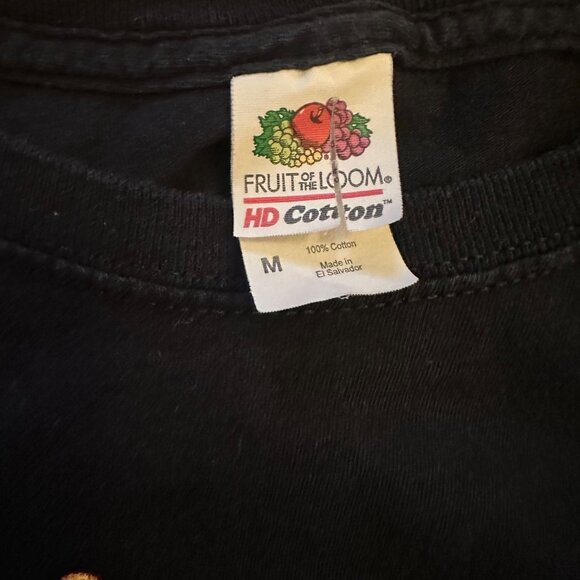 FRUIT OF THE LOOM®
HD Cotton™
M
100% Cotton
Made in
El Salvador